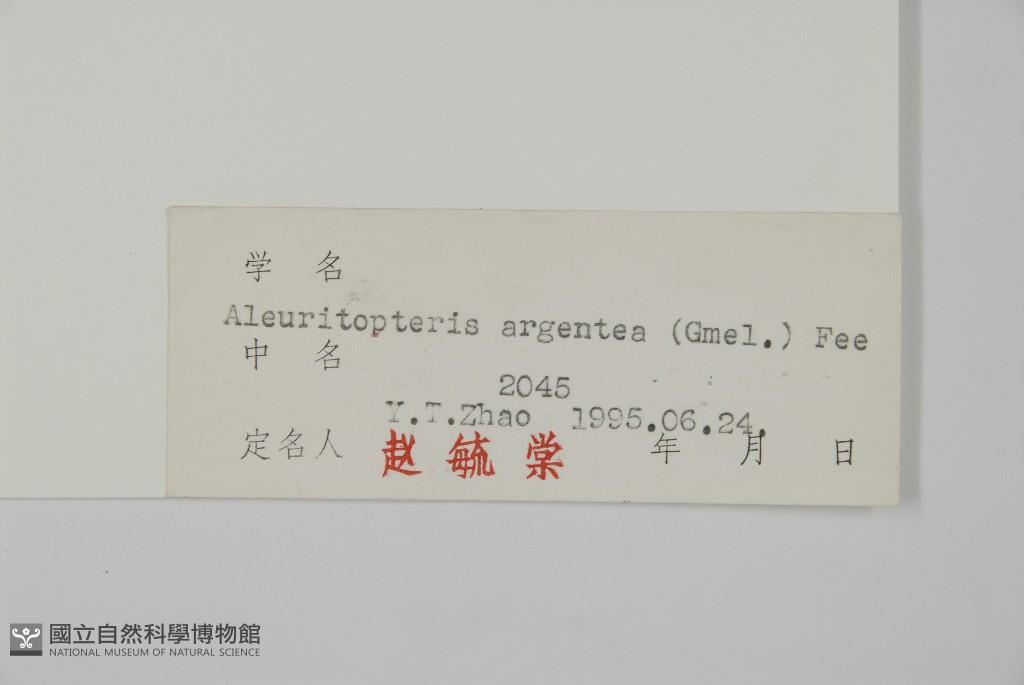 学 名
Aleuritopteris argentea (Gmel.) Fee
中 名
2045
Y.T.Zhao 1995.06.24.
定名人 赵毓棠 年 月 日
國立自然科學博物館
NATIONAL MUSEUM OF NATURAL SCIENCE